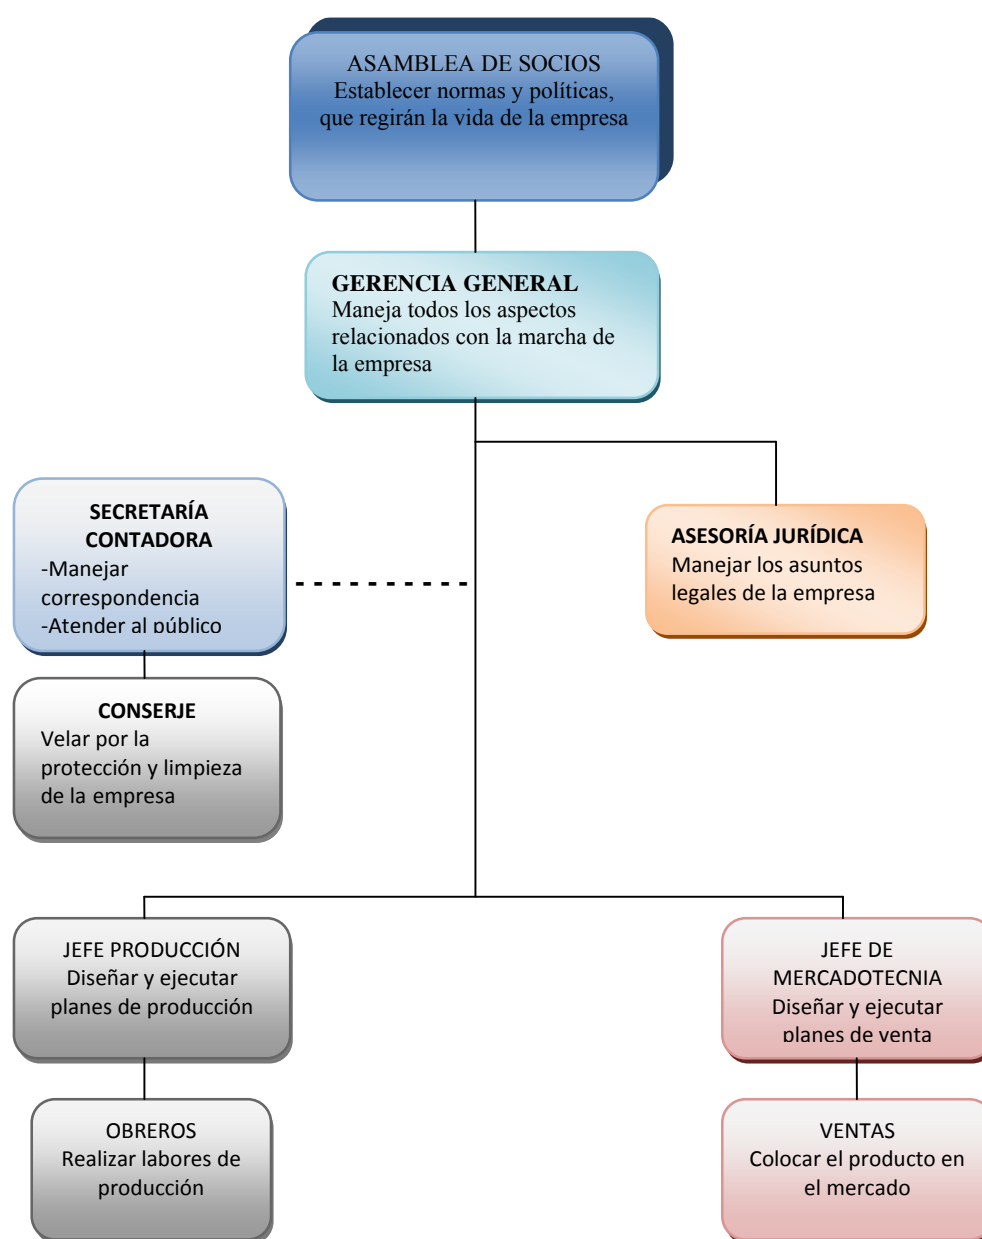 ASAMBLEA DE SOCIOS
Establecer normas y políticas,
que regirán la vida de la empresa
GERENCIA GENERAL
Maneja todos los aspectos
relacionados con la marcha de
la empresa
SECRETARÍA
CONTADORA
-Manejar
correspondencia
-Atender al público
ASESORÍA JURÍDICA
Manejar los asuntos
legales de la empresa
CONSERJE
Velar por la
protección y limpieza
de la empresa
JEFE PRODUCCIÓN
Diseñar y ejecutar
planes de producción
JEFE DE
MERCADOTECNIA
Diseñar y ejecutar
planes de venta
OBREROS
Realizar labores de
producción
VENTAS
Colocar el producto en
el mercado